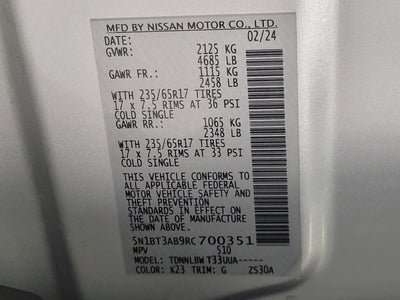 MFD BY NISSAN MOTOR CO., LTD.
DATE: 02/24
GVWR: 2125 KG
4685 LB
GAWR FR.: 1115 KG
2458 LB
WITH 235/65R17 TIRES
17 x 7.5 RIMS AT 36 PSI
COLD SINGLE
GAWR RR.: 1065 KG
2348 LB
WITH 235/65R17 TIRES
17 x 7.5 RIMS AT 33 PSI
COLD SINGLE
THIS VEHICLE CONFORMS TO
ALL APPLICABLE FEDERAL
MOTOR VEHICLE SAFETY AND
THEFT PREVENTION
STANDARDS IN EFFECT ON
THE DATE OF MANUFACTURE
SHOWN ABOVE.
5N1BT3AB9RC700351
MPV 510
TYPE: TDNNLBW T33UUA-----
COLOR: K23 TRIM: G ZS30A